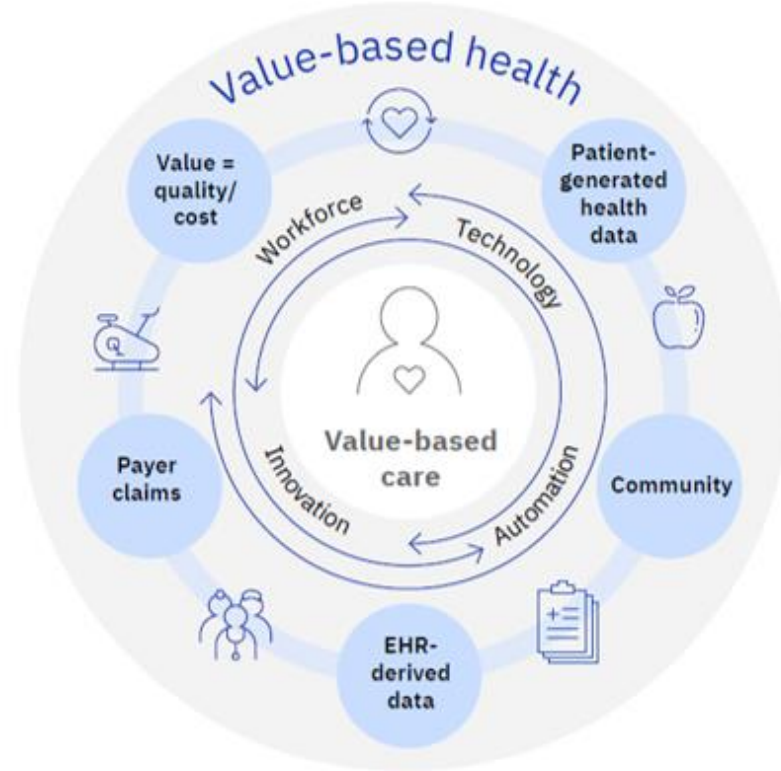 Value-based health
Value =
quality/
cost
Patient-
generated
health
data
Workforce
Technology
Value-based
care
Payer
claims
Community
Innovation
Automation
EHR-
derived
data